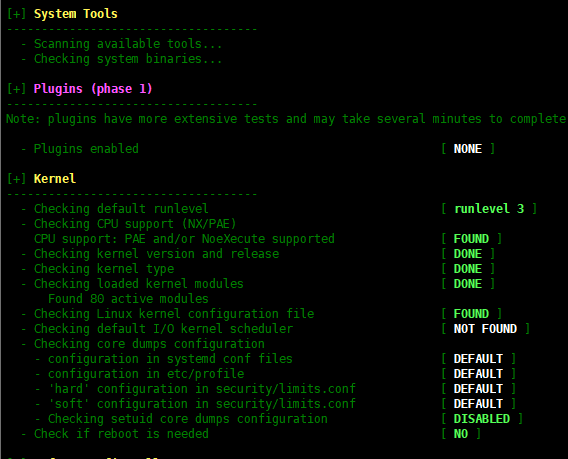 [+] System Tools
------------------------------------
- Scanning available tools...
- Checking system binaries...
[+] Plugins (phase 1)
------------------------------------
Note: plugins have more extensive tests and may take several minutes to complete
- Plugins enabled [ NONE ]
[+] Kernel
------------------------------------
- Checking default runlevel [ runlevel 3 ]
- Checking CPU support (NX/PAE)
CPU support: PAE and/or NoeXecute supported [ FOUND ]
- Checking kernel version and release [ DONE ]
- Checking kernel type [ DONE ]
- Checking loaded kernel modules [ DONE ]
Found 80 active modules
- Checking Linux kernel configuration file [ FOUND ]
- Checking default I/O kernel scheduler [ NOT FOUND ]
- Checking core dumps configuration
- configuration in systemd conf files [ DEFAULT ]
- configuration in etc/profile [ DEFAULT ]
- 'hard' configuration in security/limits.conf [ DEFAULT ]
- 'soft' configuration in security/limits.conf [ DEFAULT ]
- Checking setuid core dumps configuration [ DISABLED ]
- Check if reboot is needed [ NO ]